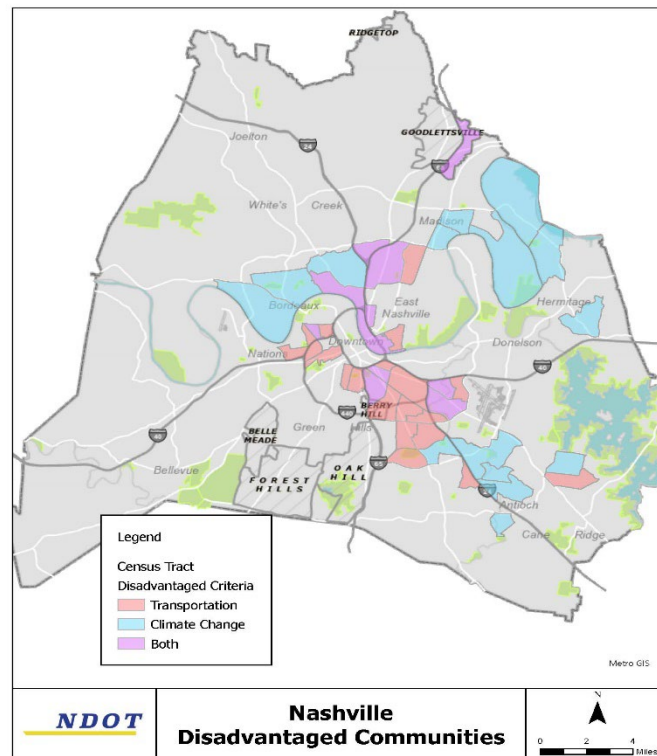 RIDGETOP
GOODLETTSVILLE
Joelton
24
White's Creek
Madison
Bordeaux
East
Nashville
Hermitage
Donelson
Nations
Downtown
40
440
BERRY
HILL
BELLE
MEADE
Green Hills
40
65
Bellevue
FOREST
HILLS
OAK
HILL
Antioch
Cane Ridge
Legend
Census Tract
Disadvantaged Criteria
Transportation
Climate Change
Both
Metro GIS
NDOT
Nashville
Disadvantaged Communities
N
0 2 4
Miles